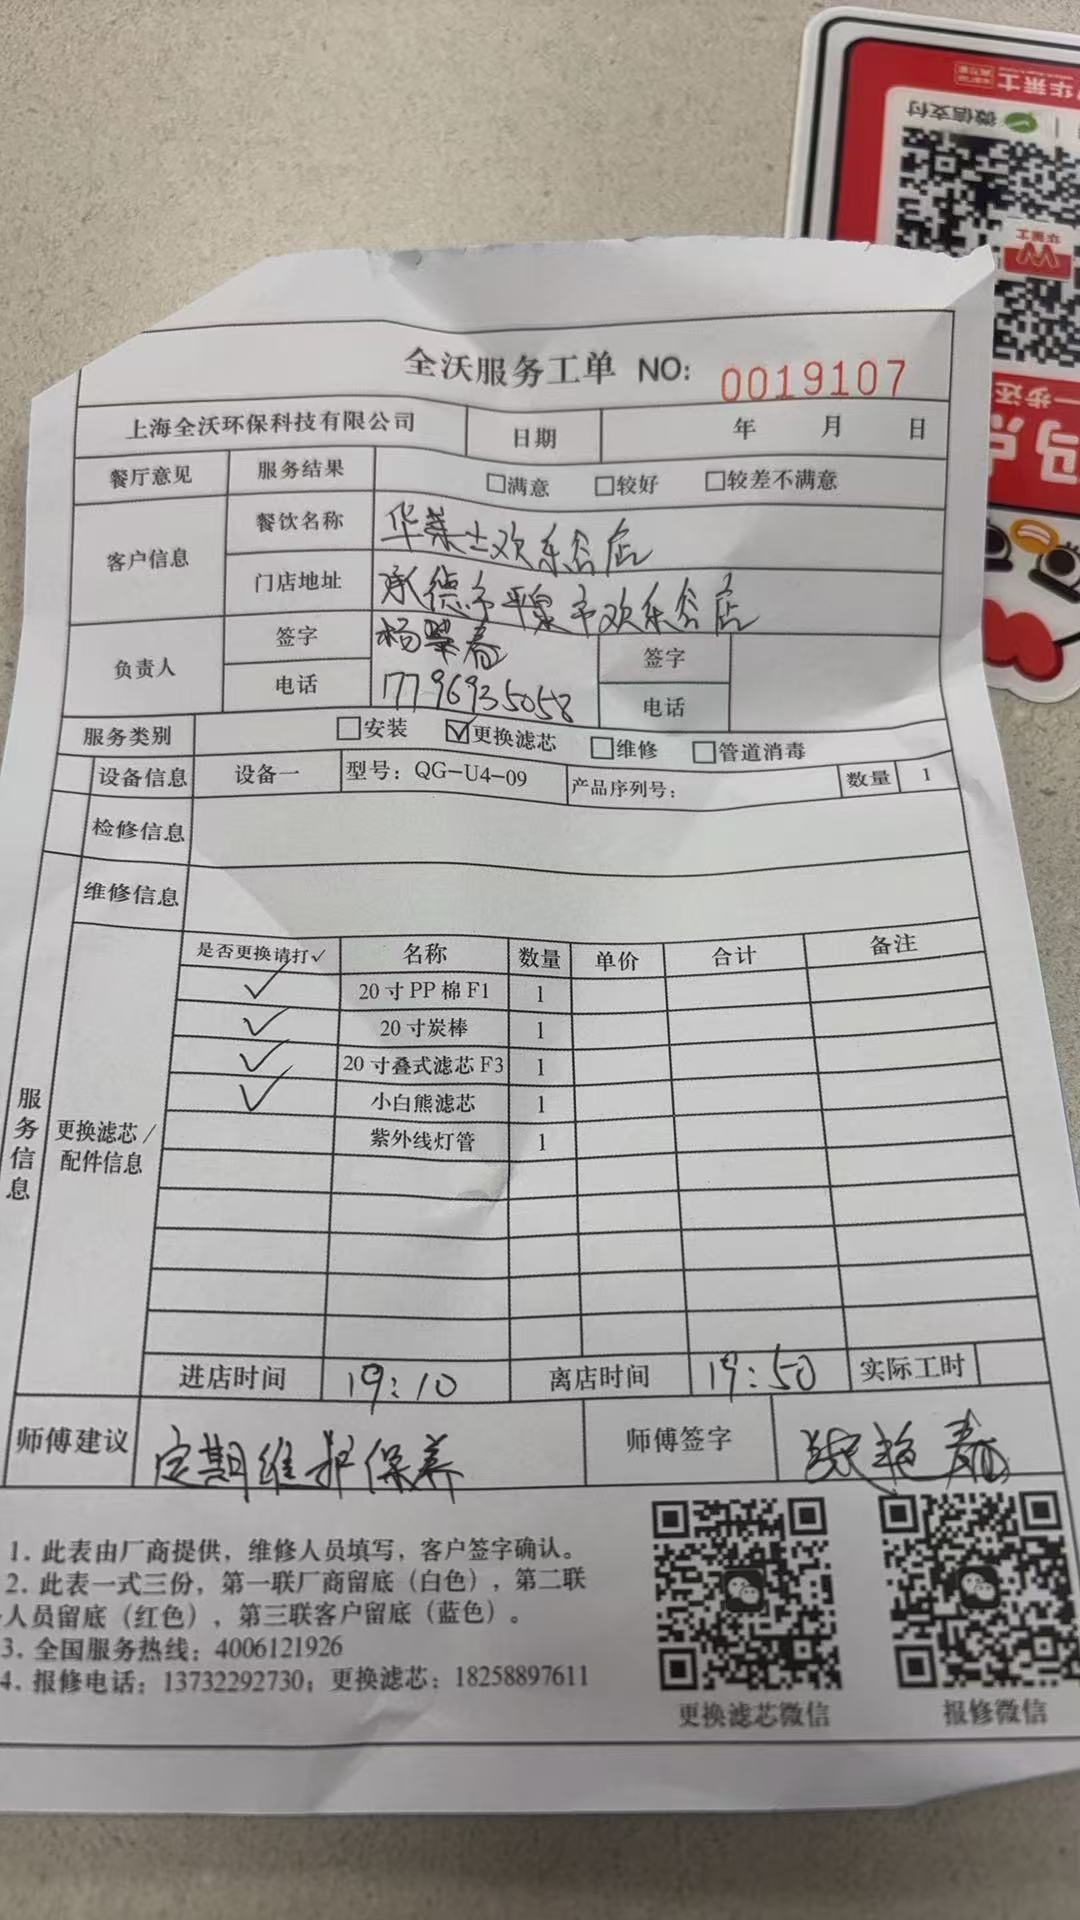 华莱士
微信支付
华莱士
一步还
码点
全沃服务工单 NO: 0019107
上海全沃环保科技有限公司 日期 年 月 日
餐厅意见 服务结果 □满意 □较好 □较差不满意
客户信息 餐饮名称 华莱士欢乐谷店
门店地址 承德市平泉市欢乐谷店
负责人 签字 杨翠春 签字
电话 17796935058 电话
服务类别 □安装 ☑更换滤芯 □维修 □管道消毒
设备信息 设备一 型号：QG-U4-09 产品序列号： 数量 1
检修信息
维修信息
服务信息
更换滤芯/
配件信息
是否更换请打✓ 名称 数量 单价 合计 备注
✓ 20寸PP棉F1 1
✓ 20寸炭棒 1
✓ 20寸叠式滤芯F3 1
✓ 小白熊滤芯 1
紫外线灯管 1
进店时间 19:10 离店时间 19:50 实际工时
师傅建议 定期维护保养 师傅签字
1. 此表由厂商提供，维修人员填写，客户签字确认。
2. 此表一式三份，第一联厂商留底（白色），第二联
人员留底（红色），第三联客户留底（蓝色）。
3. 全国服务热线：4006121926
4. 报修电话：13732292730；更换滤芯：18258897611
更换滤芯微信 报修微信